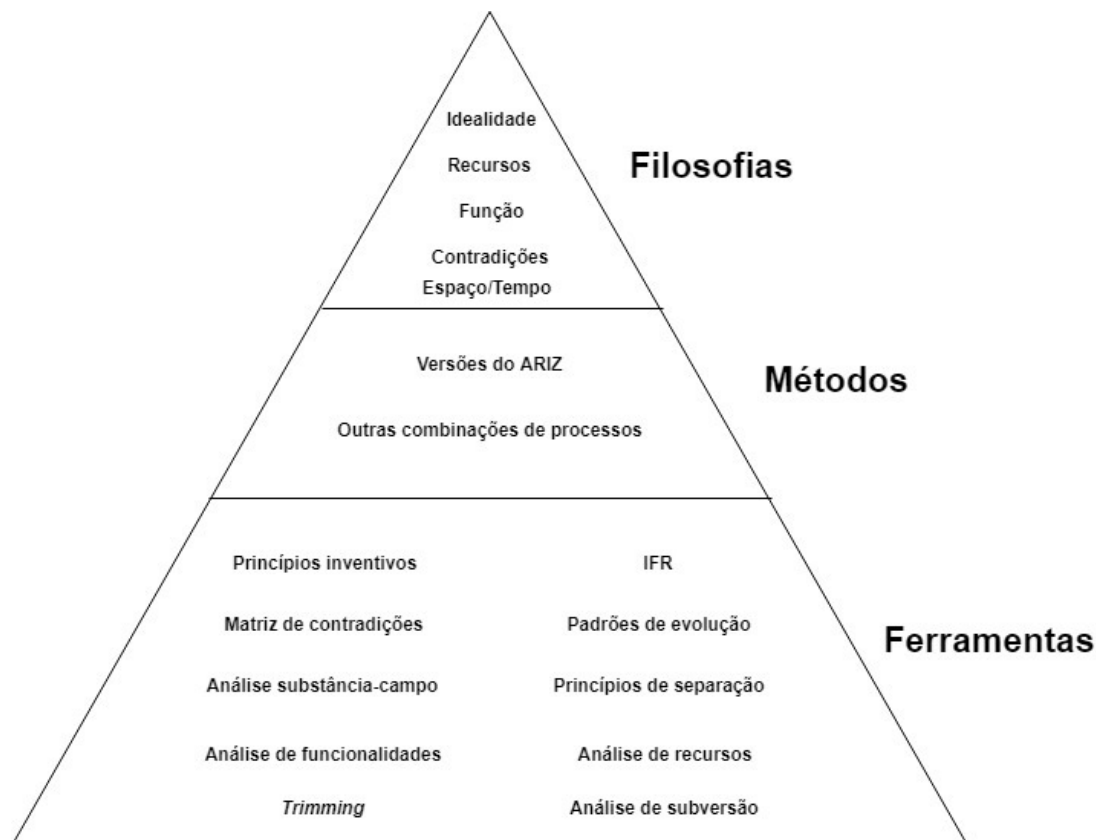 Idealidade
Recursos
Filosofias
Função
Contradições
Espaço/Tempo
Versões do ARIZ
Métodos
Outras combinações de processos
Princípios inventivos
IFR
Matriz de contradições
Padrões de evolução
Ferramentas
Análise substância-campo
Princípios de separação
Análise de funcionalidades
Análise de recursos
Trimming
Análise de subversão